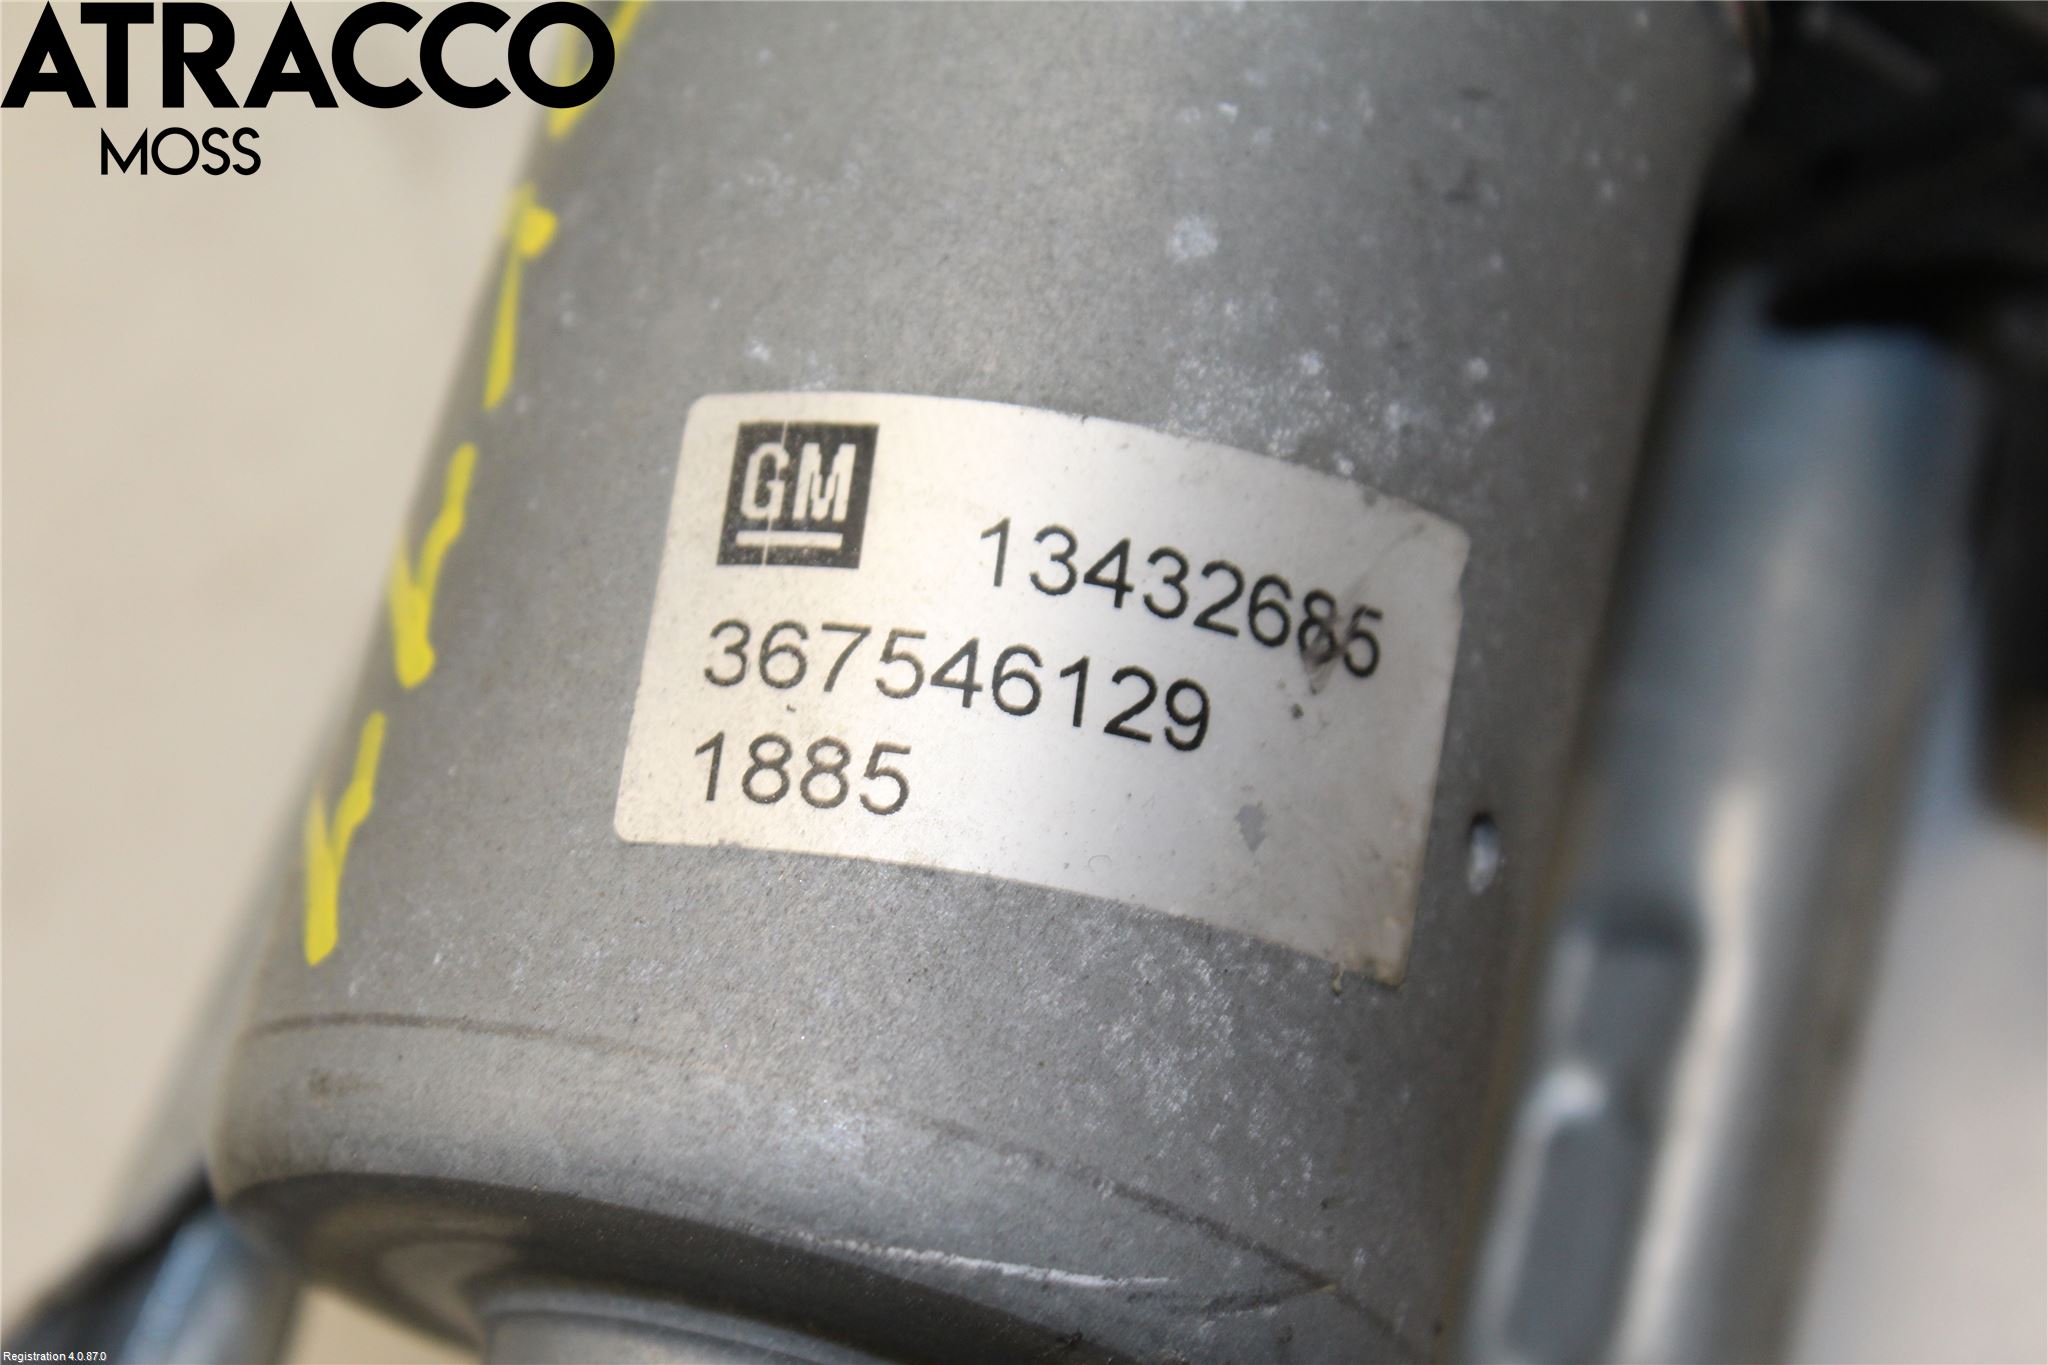 ATRACCO
MOSS
GM
13432685
367546129
1885
Registration 4.0.87.0